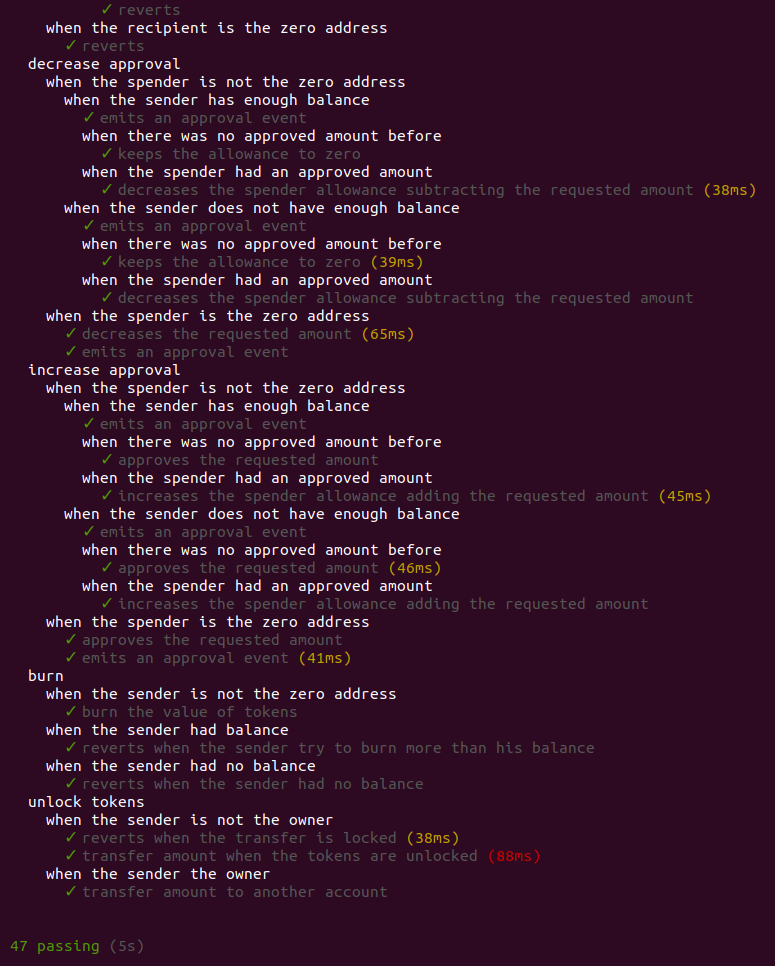 ✓ reverts
when the recipient is the zero address
✓ reverts
decrease approval
when the spender is not the zero address
when the sender has enough balance
✓ emits an approval event
when there was no approved amount before
✓ keeps the allowance to zero
when the spender had an approved amount
✓ decreases the spender allowance subtracting the requested amount (38ms)
when the sender does not have enough balance
✓ emits an approval event
when there was no approved amount before
✓ keeps the allowance to zero (39ms)
when the spender had an approved amount
✓ decreases the spender allowance subtracting the requested amount
when the spender is the zero address
✓ decreases the requested amount (65ms)
✓ emits an approval event
increase approval
when the spender is not the zero address
when the sender has enough balance
✓ emits an approval event
when there was no approved amount before
✓ approves the requested amount
when the spender had an approved amount
✓ increases the spender allowance adding the requested amount (45ms)
when the sender does not have enough balance
✓ emits an approval event
when there was no approved amount before
✓ approves the requested amount (46ms)
when the spender had an approved amount
✓ increases the spender allowance adding the requested amount
when the spender is the zero address
✓ approves the requested amount
✓ emits an approval event (41ms)
burn
when the sender is not the zero address
✓ burn the value of tokens
when the sender had balance
✓ reverts when the sender try to burn more than his balance
when the sender had no balance
✓ reverts when the sender had no balance
unlock tokens
when the sender is not the owner
✓ reverts when the transfer is locked (38ms)
✓ transfer amount when the tokens are unlocked (88ms)
when the sender the owner
✓ transfer amount to another account
47 passing (5s)